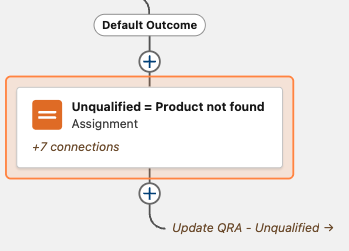 Default Outcome
Unqualified = Product not found
Assignment
+7 connections
Update QRA - Unqualified →